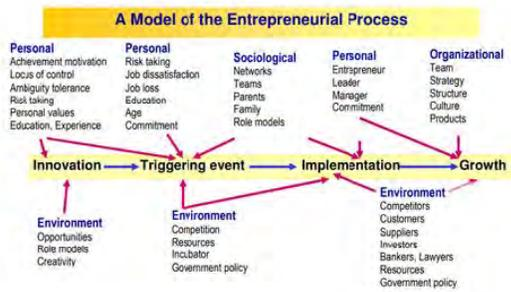 A Model of the Entrepreneurial Process
Personal
Achievement motivation
Locus of control
Ambiguity tolerance
Risk taking
Personal values
Education, Experience
Personal
Risk taking
Job dissatisfaction
Job loss
Education
Age
Commitment
Sociological
Networks
Teams
Parents
Family
Role models
Personal
Entrepreneur
Leader
Manager
Commitment
Organizational
Team
Strategy
Structure
Culture
Products
Innovation
Triggering event
Implementation
Growth
Environment
Opportunities
Role models
Creativity
Environment
Competition
Resources
Incubator
Government policy
Environment
Competitors
Customers
Suppliers
Investors
Bankers, Lawyers
Resources
Government policy